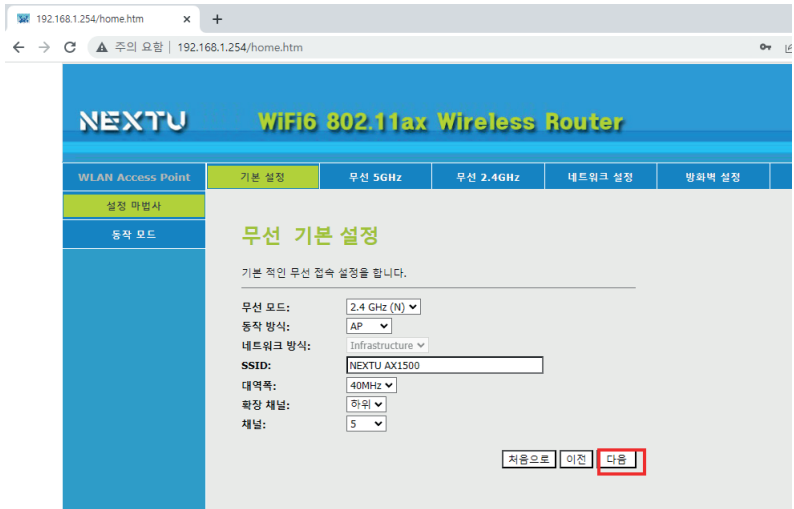 192.168.1.254/home.htm
주의 요함 | 192.168.1.254/home.htm
NEXTU WiFi6 802.11ax Wireless Router
WLAN Access Point 기본 설정 무선 5GHz 무선 2.4GHz 네트워크 설정 방화벽 설정
설정 마법사
동작 모드
무선 기본 설정
기본 적인 무선 접속 설정을 합니다.
무선 모드: 2.4 GHz (N)
동작 방식: AP
네트워크 방식: Infrastructure
SSID: NEXTU AX1500
대역폭: 40MHz
확장 채널: 하위
채널: 5
처음으로 이전 다음